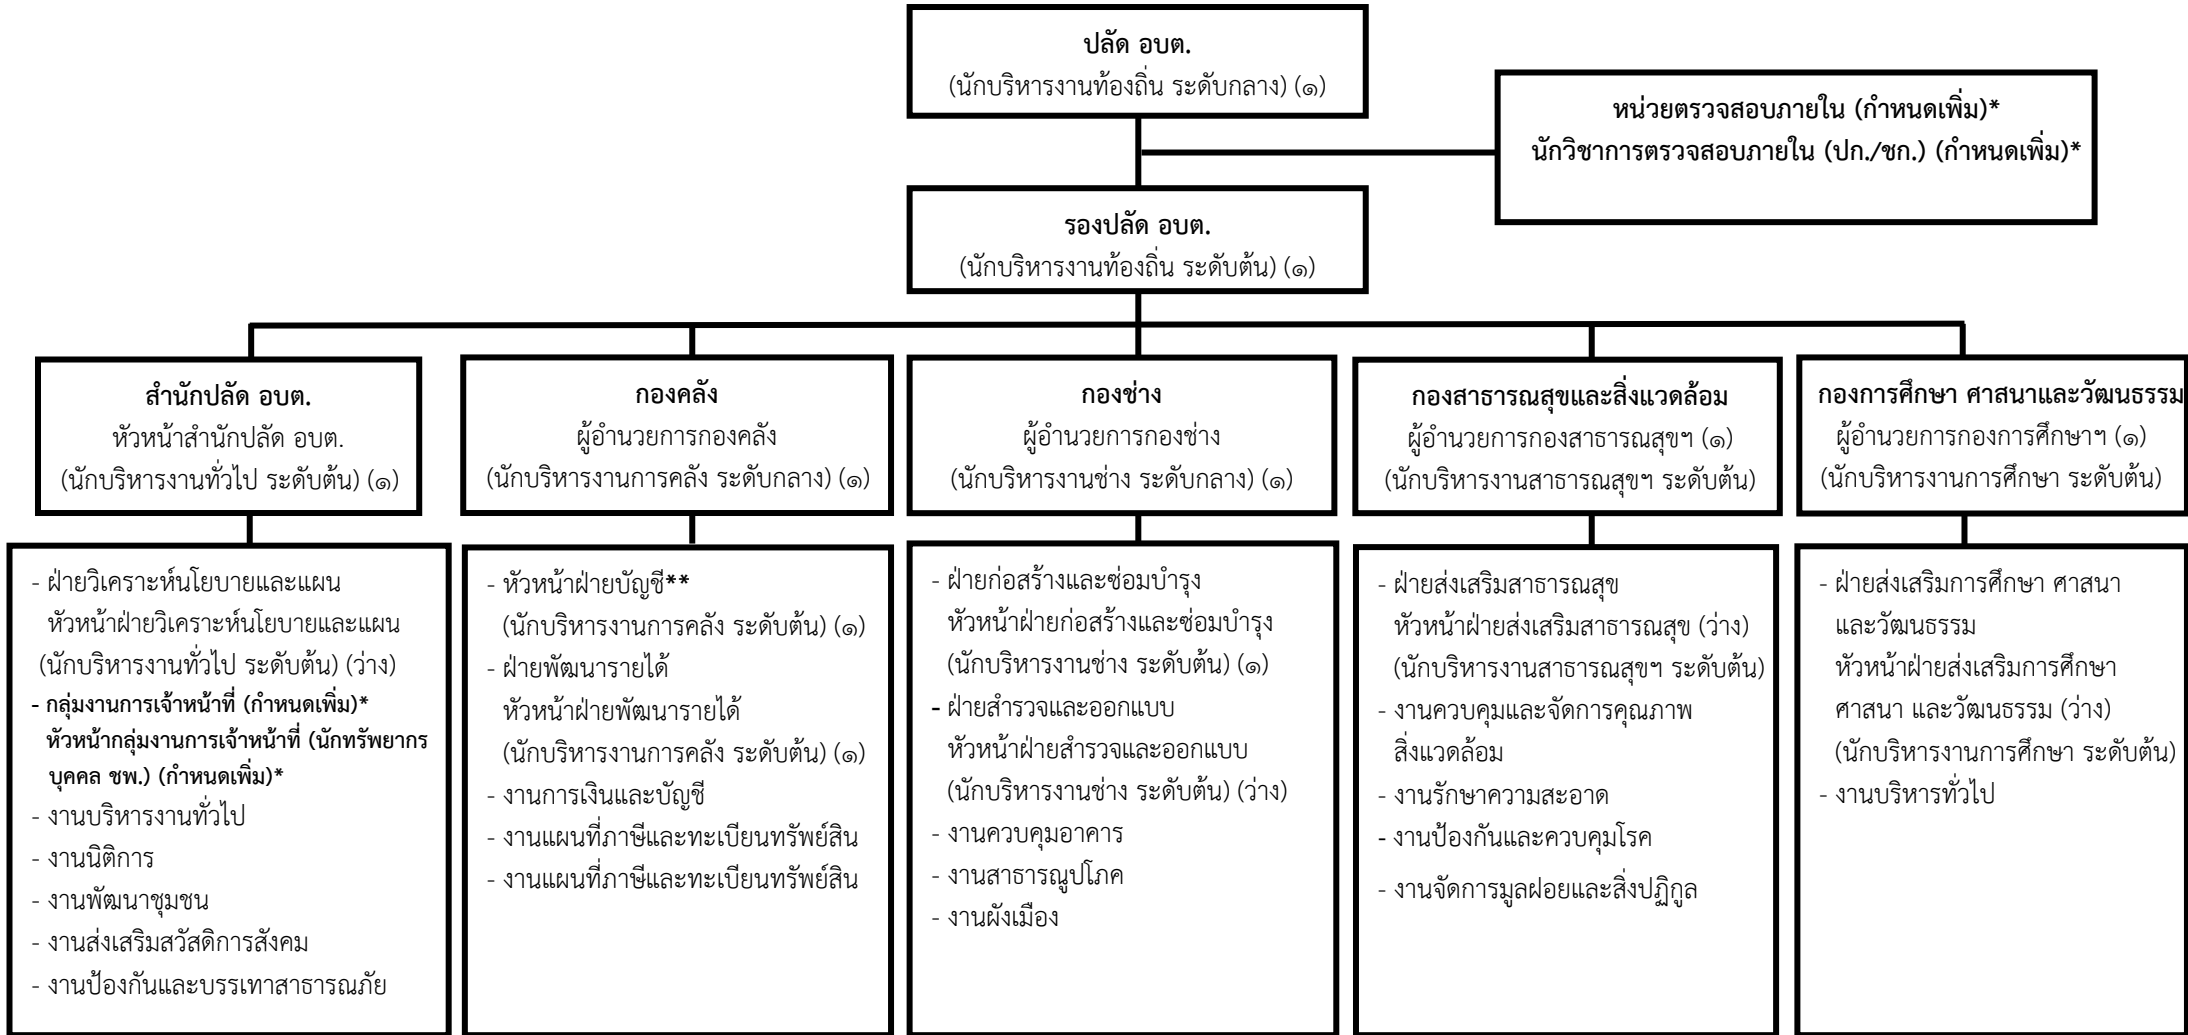 ปลัด อบต.
(นักบริหารงานท้องถิ่น ระดับกลาง) (๑)
หน่วยตรวจสอบภายใน (กำหนดเพิ่ม)*
นักวิชาการตรวจสอบภายใน (ปก./ชก.) (กำหนดเพิ่ม)*
รองปลัด อบต.
(นักบริหารงานท้องถิ่น ระดับต้น) (๑)
สำนักปลัด อบต.
หัวหน้าสำนักปลัด อบต.
(นักบริหารงานทั่วไป ระดับต้น) (๑)
กองคลัง
ผู้อำนวยการกองคลัง
(นักบริหารงานการคลัง ระดับกลาง) (๑)
กองช่าง
ผู้อำนวยการกองช่าง
(นักบริหารงานช่าง ระดับกลาง) (๑)
กองสาธารณสุขและสิ่งแวดล้อม
ผู้อำนวยการกองสาธารณสุขฯ (๑)
(นักบริหารงานสาธารณสุขฯ ระดับต้น)
กองการศึกษา ศาสนาและวัฒนธรรม
ผู้อำนวยการกองการศึกษาฯ (๑)
(นักบริหารงานการศึกษา ระดับต้น)
- ฝ่ายวิเคราะห์นโยบายและแผน
หัวหน้าฝ่ายวิเคราะห์นโยบายและแผน
(นักบริหารงานทั่วไป ระดับต้น) (ว่าง)
- กลุ่มงานการเจ้าหน้าที่ (กำหนดเพิ่ม)*
หัวหน้ากลุ่มงานการเจ้าหน้าที่ (นักทรัพยากร
บุคคล ชพ.) (กำหนดเพิ่ม)*
- งานบริหารงานทั่วไป
- งานนิติการ
- งานพัฒนาชุมชน
- งานส่งเสริมสวัสดิการสังคม
- งานป้องกันและบรรเทาสาธารณภัย
- หัวหน้าฝ่ายบัญชี**
(นักบริหารงานการคลัง ระดับต้น) (๑)
- ฝ่ายพัฒนารายได้
หัวหน้าฝ่ายพัฒนารายได้
(นักบริหารงานการคลัง ระดับต้น) (๑)
- งานการเงินและบัญชี
- งานแผนที่ภาษีและทะเบียนทรัพย์สิน
- งานแผนที่ภาษีและทะเบียนทรัพย์สิน
- ฝ่ายก่อสร้างและซ่อมบำรุง
หัวหน้าฝ่ายก่อสร้างและซ่อมบำรุง
(นักบริหารงานช่าง ระดับต้น) (๑)
- ฝ่ายสำรวจและออกแบบ
หัวหน้าฝ่ายสำรวจและออกแบบ
(นักบริหารงานช่าง ระดับต้น) (ว่าง)
- งานควบคุมอาคาร
- งานสาธารณูปโภค
- งานผังเมือง
- ฝ่ายส่งเสริมสาธารณสุข
หัวหน้าฝ่ายส่งเสริมสาธารณสุข (ว่าง)
(นักบริหารงานสาธารณสุขฯ ระดับต้น)
- งานควบคุมและจัดการคุณภาพ
สิ่งแวดล้อม
- งานรักษาความสะอาด
- งานป้องกันและควบคุมโรค
- งานจัดการมูลฝอยและสิ่งปฏิกูล
- ฝ่ายส่งเสริมการศึกษา ศาสนา
และวัฒนธรรม
หัวหน้าฝ่ายส่งเสริมการศึกษา
ศาสนา และวัฒนธรรม (ว่าง)
(นักบริหารงานการศึกษา ระดับต้น)
- งานบริหารทั่วไป